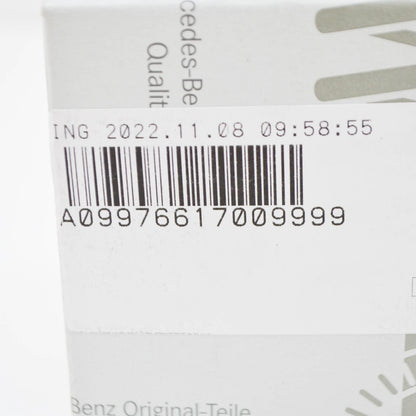 cedes-Be
Qualit
ING 2022.11.08 09:58:55
A09976617009999
Benz Original-Teile